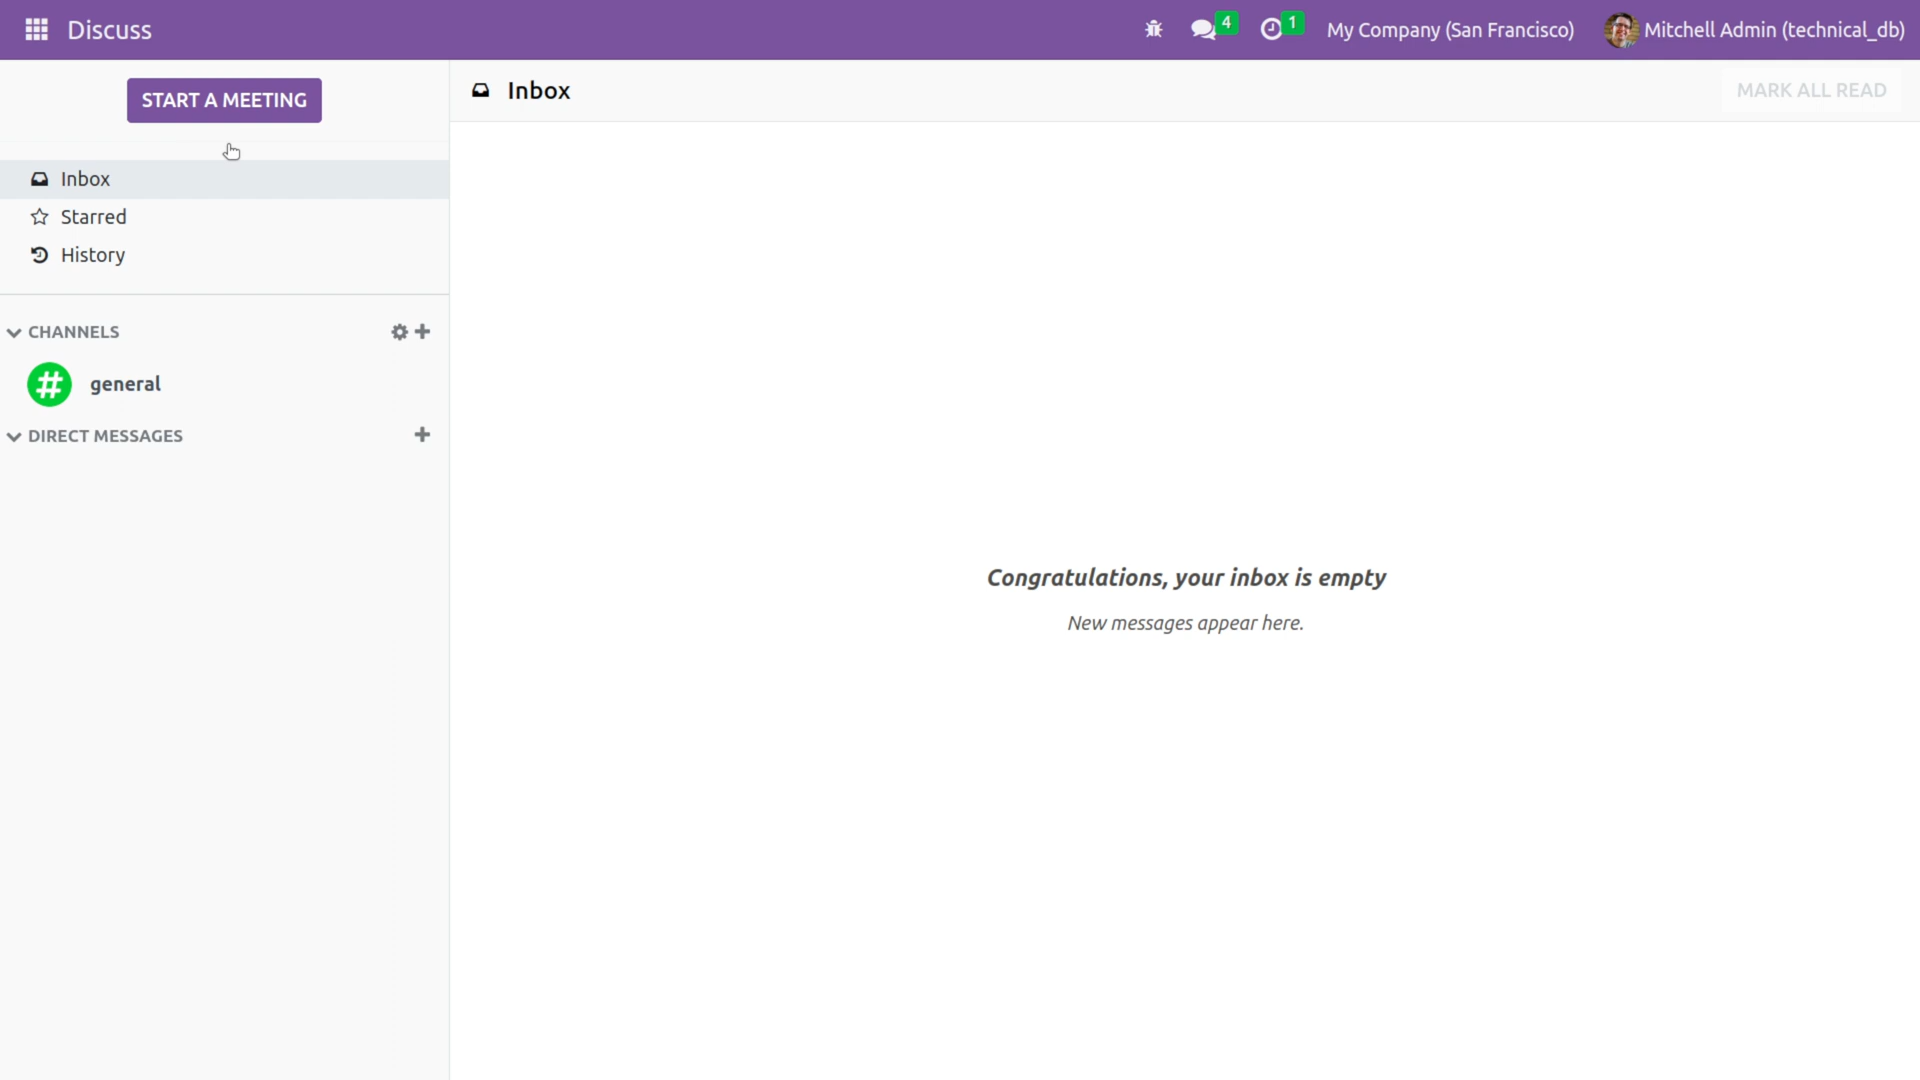 Discuss
4
1
My Company (San Francisco)
Mitchell Admin (technical_db)
START A MEETING
Inbox
MARK ALL READ
Inbox
Starred
History
CHANNELS
# general
DIRECT MESSAGES
Congratulations, your inbox is empty
New messages appear here.